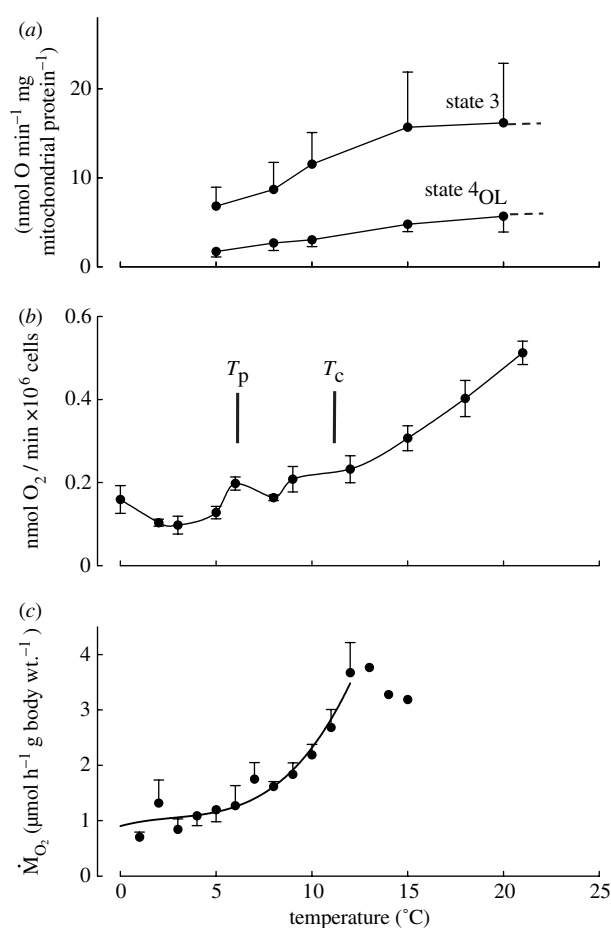 (a)
(nmol O min⁻¹ mg
mitochondrial protein⁻¹)
20
10
0
state 3
state 4OL
(b)
nmol O₂ / min ×10⁶ cells
0.6
0.4
0.2
0
Tp
Tc
(c)
ṀO₂ (µmol h⁻¹ g body wt.⁻¹)
4
3
2
1
0
0 5 10 15 20 25
temperature (˚C)